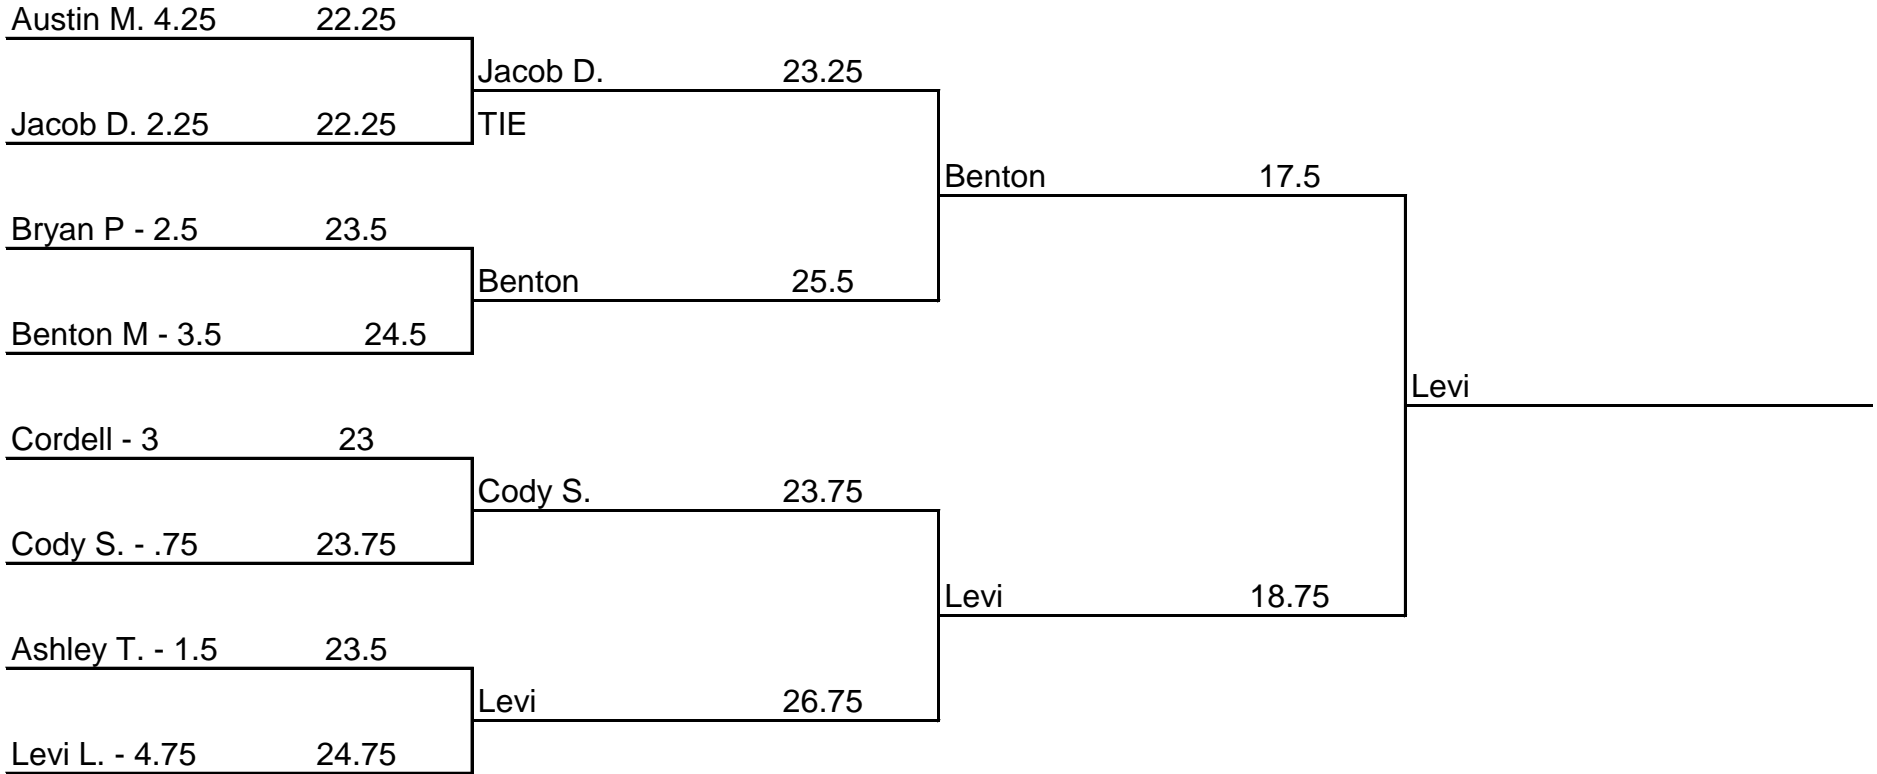 Austin M. 4.25 22.25
Jacob D. 23.25
Jacob D. 2.25 22.25 TIE
Benton 17.5
Bryan P - 2.5 23.5
Benton 25.5
Benton M - 3.5 24.5
Levi
Cordell - 3 23
Cody S. 23.75
Cody S. - .75 23.75
Levi 18.75
Ashley T. - 1.5 23.5
Levi 26.75
Levi L. - 4.75 24.75